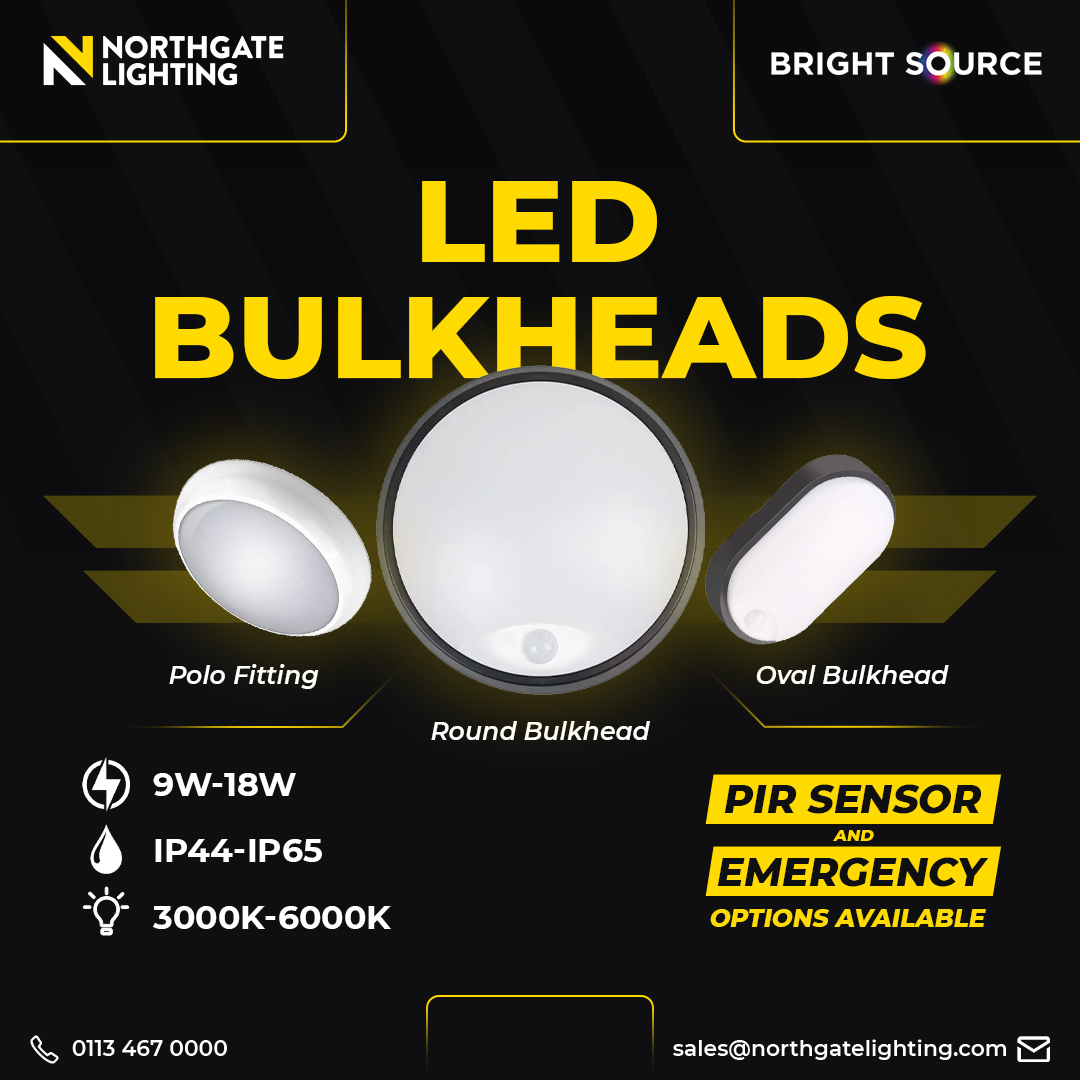 NORTHGATE
LIGHTING
BRIGHT SOURCE
LED
BULKHEADS
Polo Fitting
Round Bulkhead
Oval Bulkhead
9W-18W
IP44-IP65
3000K-6000K
PIR SENSOR
AND
EMERGENCY
OPTIONS AVAILABLE
0113 467 0000
sales@northgatelighting.com